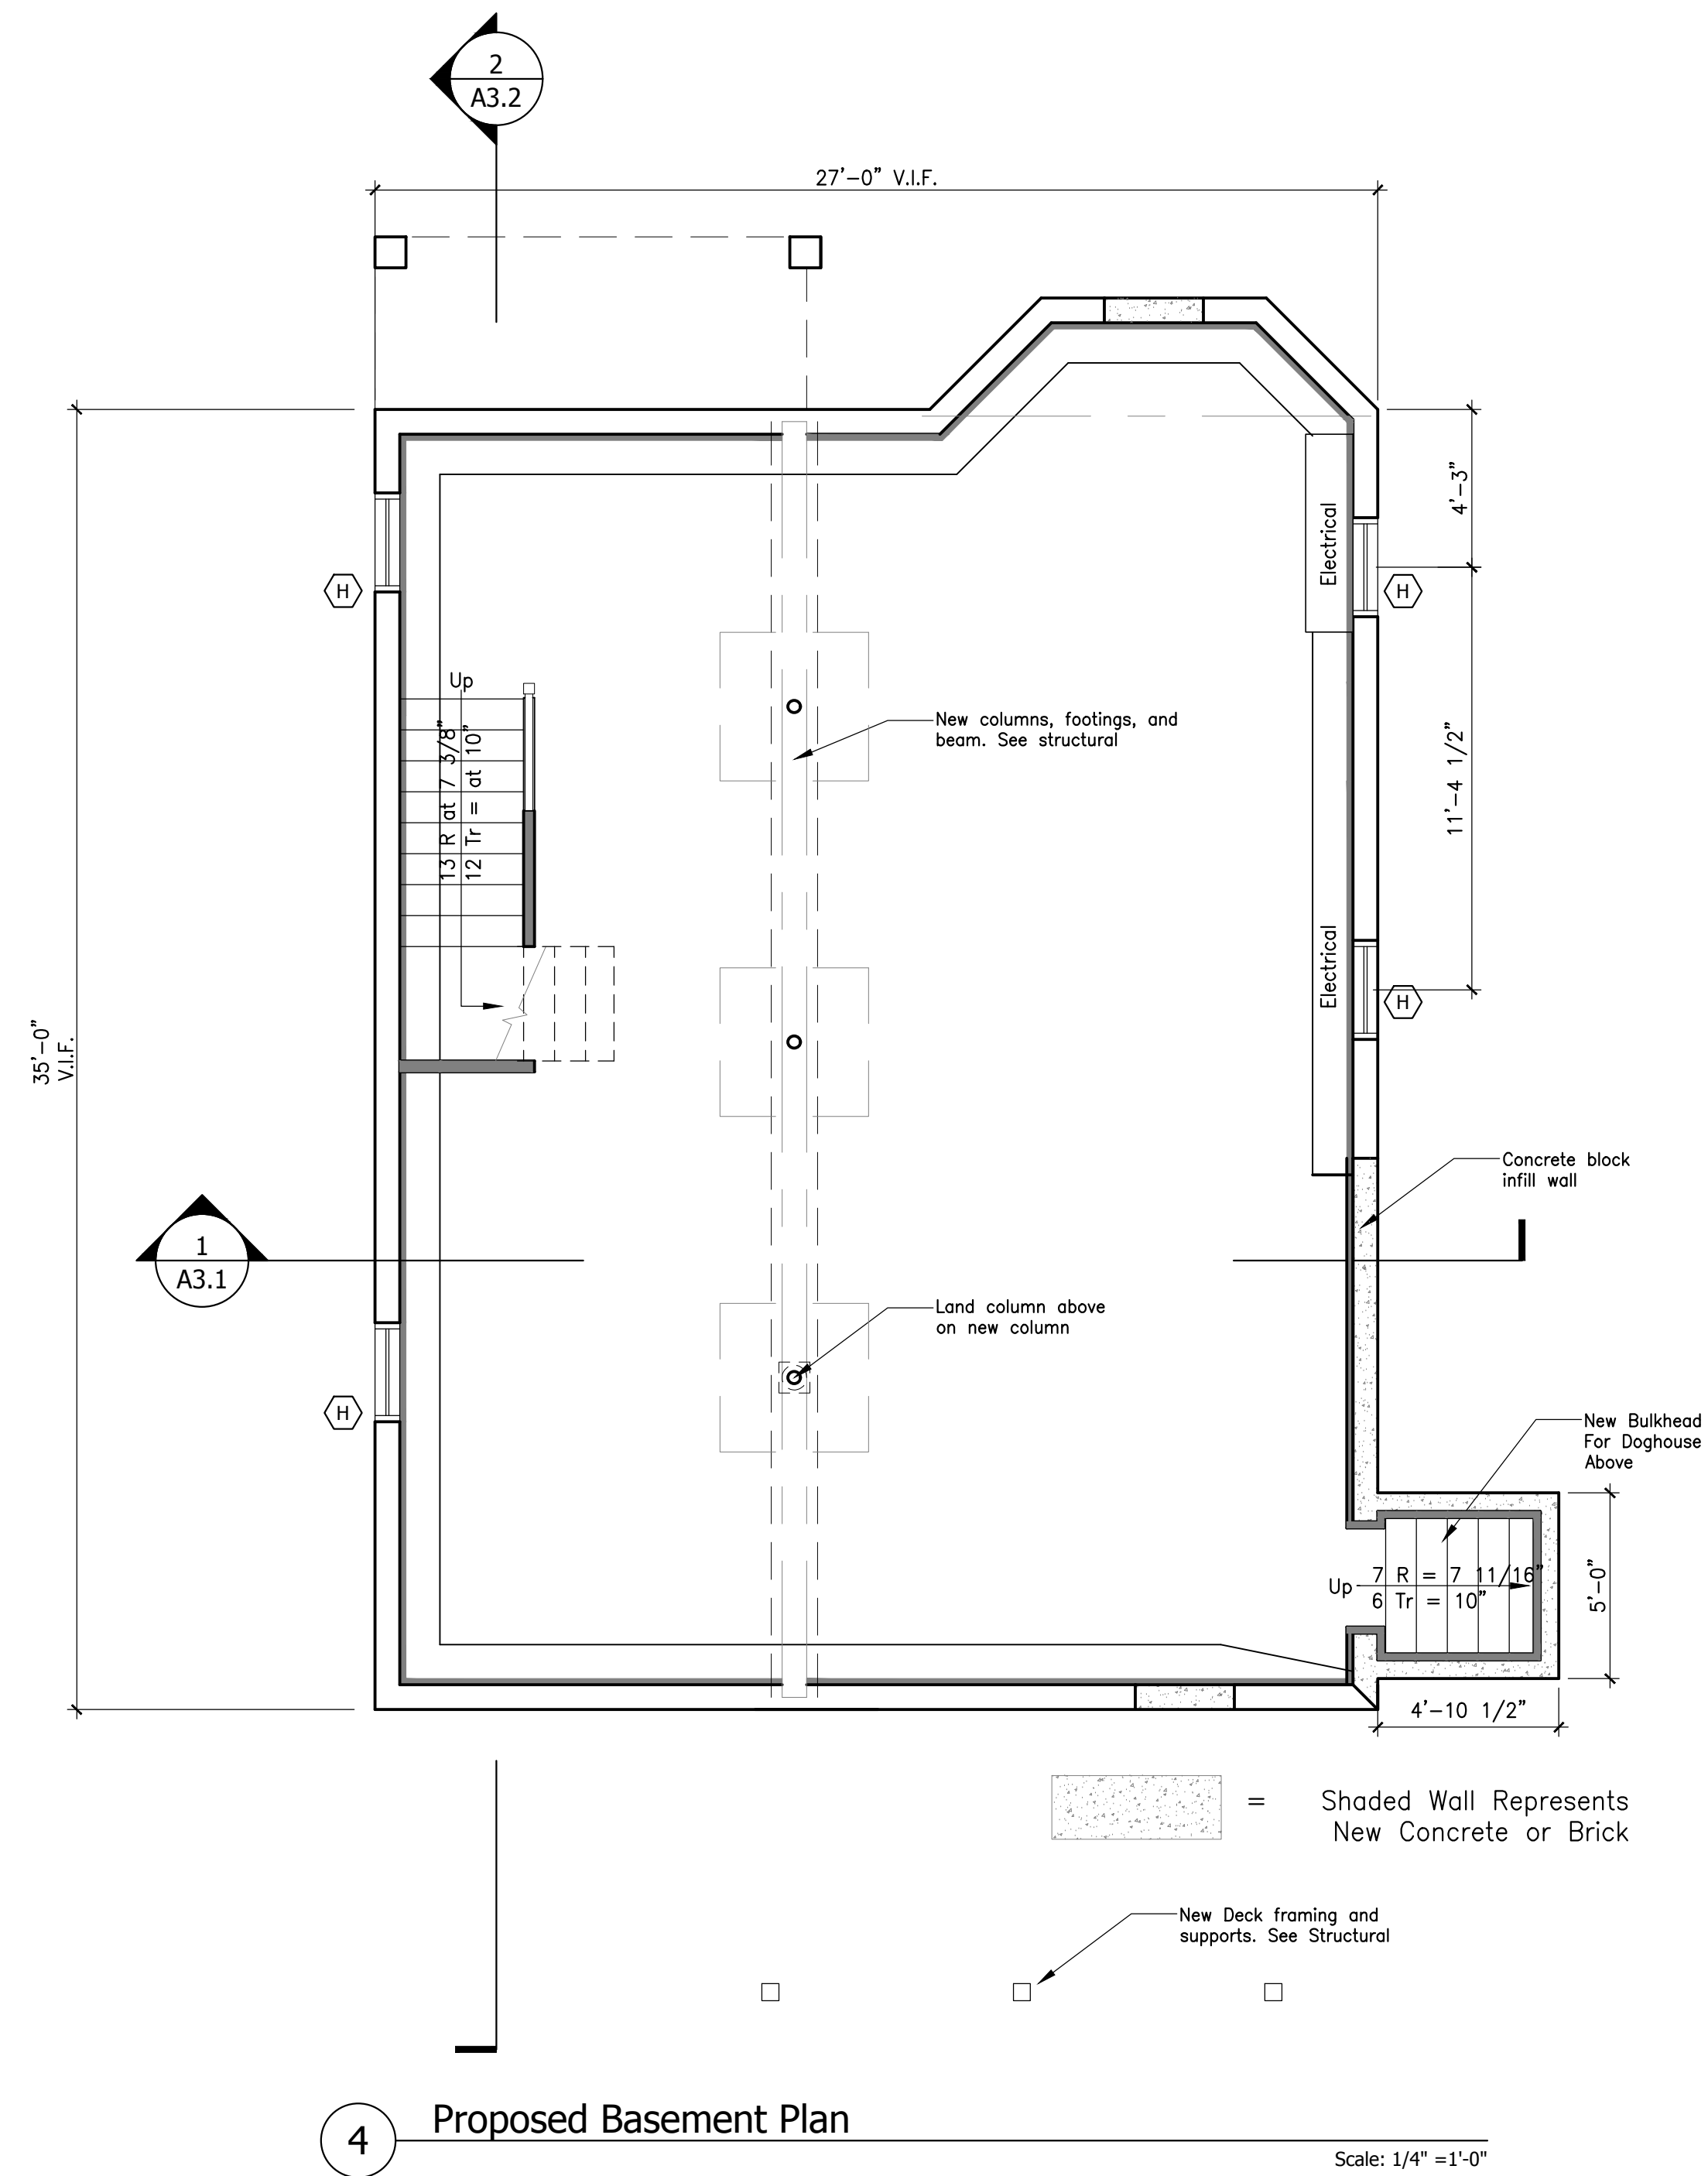 2
A3.2
27'-0" V.I.F.
4'-3"
Electrical
H
H
Up
13 R at 7 3/8"
12 Tr = at 10"
New columns, footings, and
beam. See structural
11'-4 1/2"
Electrical
H
35'-0"
V.I.F.
Concrete block
infill wall
1
A3.1
Land column above
on new column
H
New Bulkhead
For Doghouse
Above
Up
7 R = 7 11/16"
6 Tr = 10"
5'-0"
4'-10 1/2"
= Shaded Wall Represents
New Concrete or Brick
New Deck framing and
supports. See Structural
4
Proposed Basement Plan
Scale: 1/4" =1'-0"